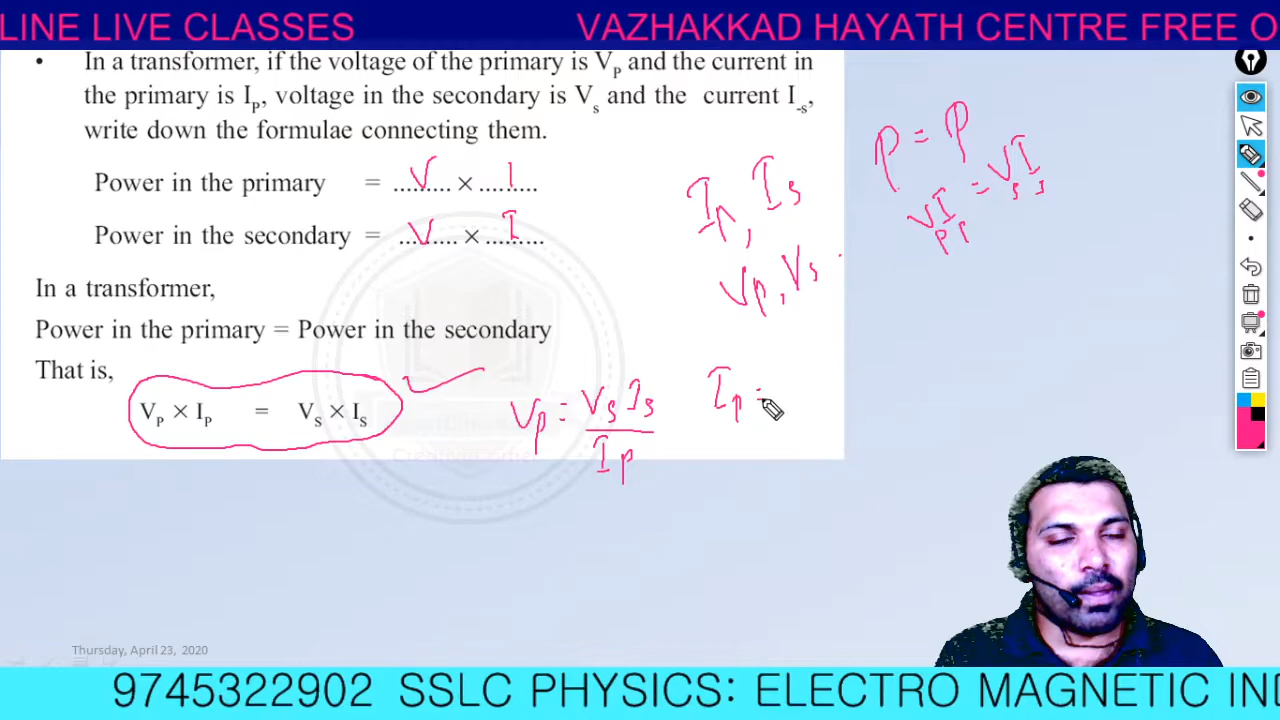 LINE LIVE CLASSES VAZHAKKAD HAYATH CENTRE FREE O
• In a transformer, if the voltage of the primary is VP and the current in
the primary is IP, voltage in the secondary is Vs and the current I-s,
write down the formulae connecting them.
Power in the primary = ......... × .........
V I
Power in the secondary = ......... × .........
V I
In a transformer,
Power in the primary = Power in the secondary
That is,
VP × IP = VS × IS
Ip, Is
Vp, Vs
P = P
VpIp = VsIs
Vp = VsIs / Ip
Ip =
Thursday, April 23, 2020
9745322902 SSLC PHYSICS: ELECTRO MAGNETIC IND